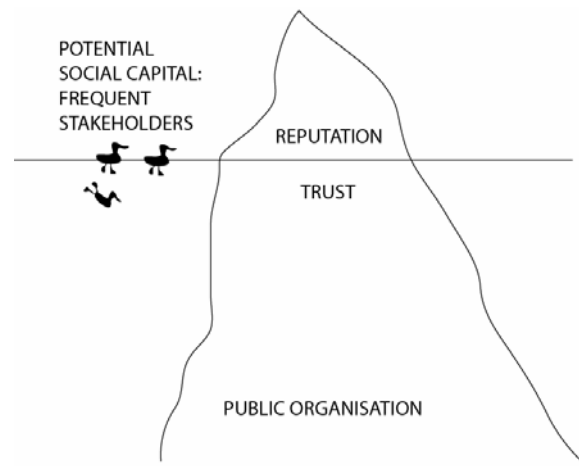 POTENTIAL
SOCIAL CAPITAL:
FREQUENT
STAKEHOLDERS
REPUTATION
TRUST
PUBLIC ORGANISATION